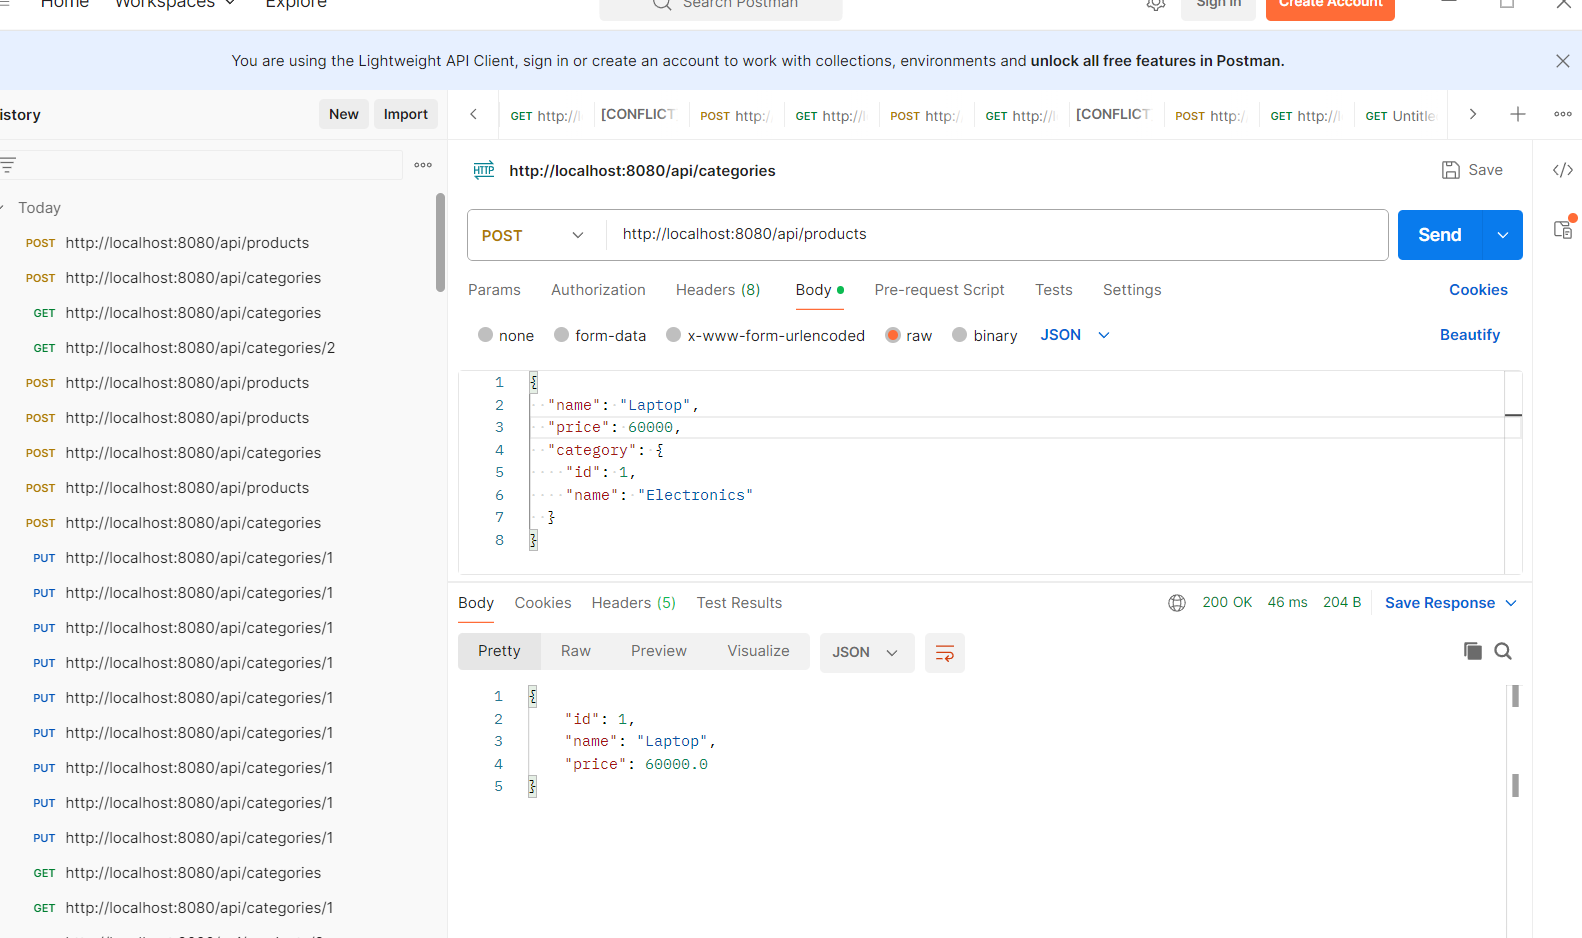 Home Workspaces Explore Search Postman Sign in Create Account
You are using the Lightweight API Client, sign in or create an account to work with collections, environments and unlock all free features in Postman.
istory New Import
GET http://l [CONFLICT POST http:/ GET http://l POST http:/ GET http://l [CONFLICT POST http:/ GET http://l GET Untitle
http://localhost:8080/api/categories Save
Today
POST http://localhost:8080/api/products
POST http://localhost:8080/api/categories
GET http://localhost:8080/api/categories
GET http://localhost:8080/api/categories/2
POST http://localhost:8080/api/products
POST http://localhost:8080/api/products
POST http://localhost:8080/api/categories
POST http://localhost:8080/api/products
POST http://localhost:8080/api/categories
PUT http://localhost:8080/api/categories/1
PUT http://localhost:8080/api/categories/1
PUT http://localhost:8080/api/categories/1
PUT http://localhost:8080/api/categories/1
PUT http://localhost:8080/api/categories/1
PUT http://localhost:8080/api/categories/1
PUT http://localhost:8080/api/categories/1
PUT http://localhost:8080/api/categories/1
PUT http://localhost:8080/api/categories/1
GET http://localhost:8080/api/categories
GET http://localhost:8080/api/categories/1
POST http://localhost:8080/api/products Send
Params Authorization Headers (8) Body Pre-request Script Tests Settings Cookies
none form-data x-www-form-urlencoded raw binary JSON Beautify
1 {
2 "name": "Laptop",
3 "price": 60000,
4 "category": {
5 "id": 1,
6 "name": "Electronics"
7 }
8 }
Body Cookies Headers (5) Test Results 200 OK 46 ms 204 B Save Response
Pretty Raw Preview Visualize JSON
1 {
2 "id": 1,
3 "name": "Laptop",
4 "price": 60000.0
5 }